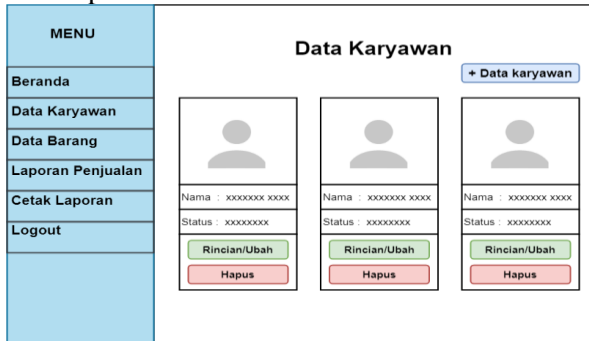 MENU
Data Karyawan
+ Data karyawan
Beranda
Data Karyawan
Data Barang
Laporan Penjualan
Cetak Laporan
Logout
Nama : xxxxxxx xxxx
Status : xxxxxxxx
Rincian/Ubah
Hapus
Nama : xxxxxxx xxxx
Status : xxxxxxxx
Rincian/Ubah
Hapus
Nama : xxxxxxx xxxx
Status : xxxxxxxx
Rincian/Ubah
Hapus